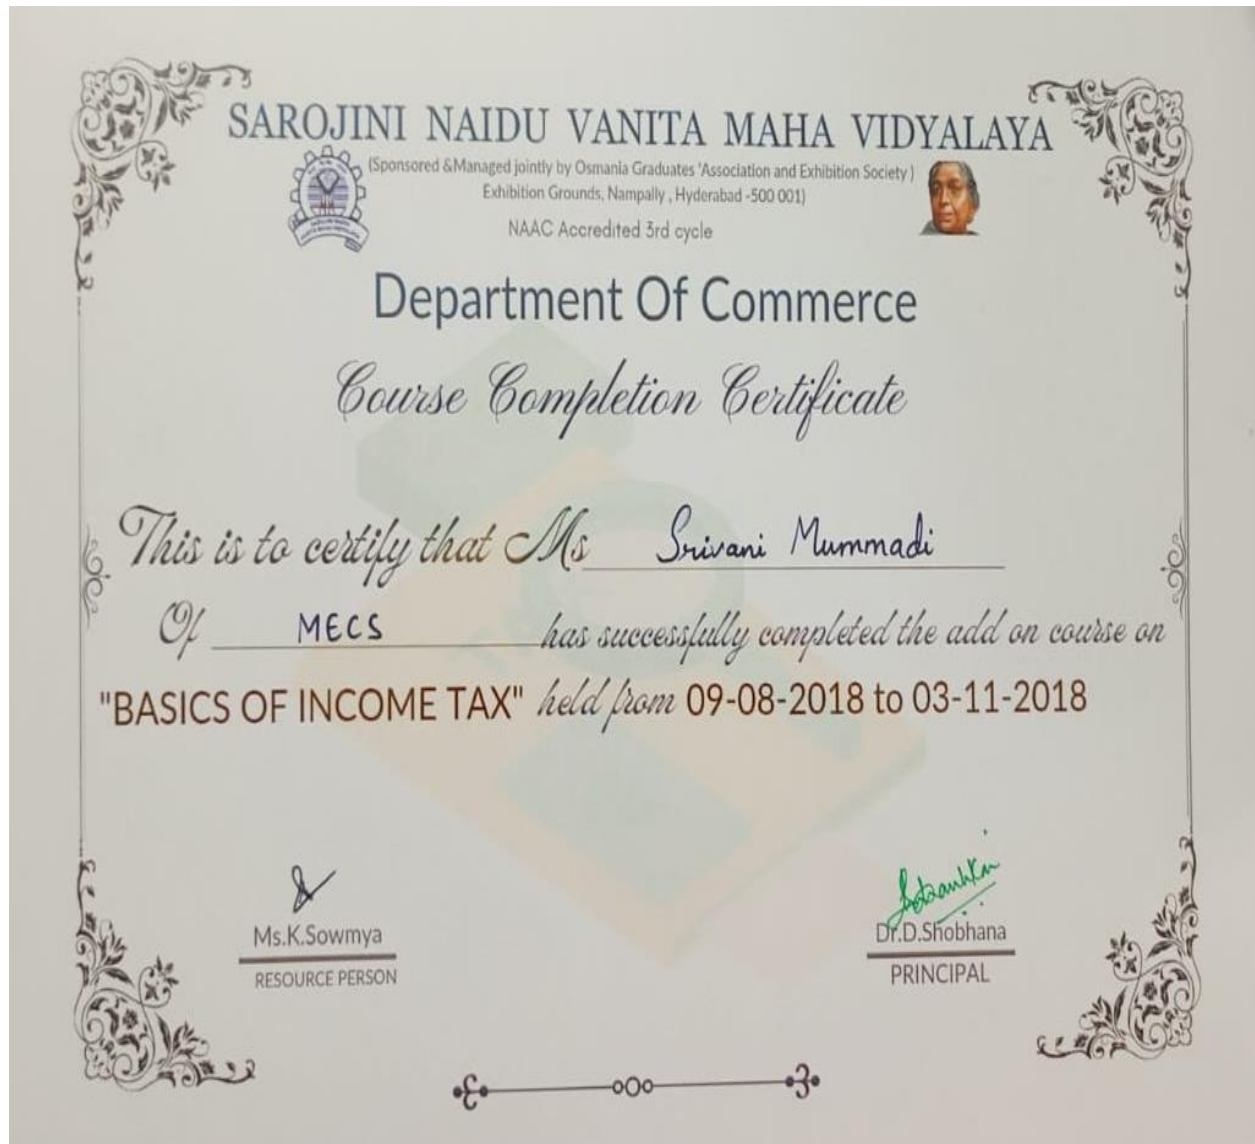 SAROJINI NAIDU VANITA MAHA VIDYALAYA
(Sponsored &Managed jointly by Osmania Graduates 'Association and Exhibition Society )
Exhibition Grounds, Nampally , Hyderabad -500 001)
NAAC Accredited 3rd cycle
Department Of Commerce
Course Completion Certificate
This is to certify that Ms Srivani Mummadi
Of MECS has successfully completed the add on course on
"BASICS OF INCOME TAX" held from 09-08-2018 to 03-11-2018
Ms.K.Sowmya
RESOURCE PERSON
Dr.D.Shobhana
PRINCIPAL